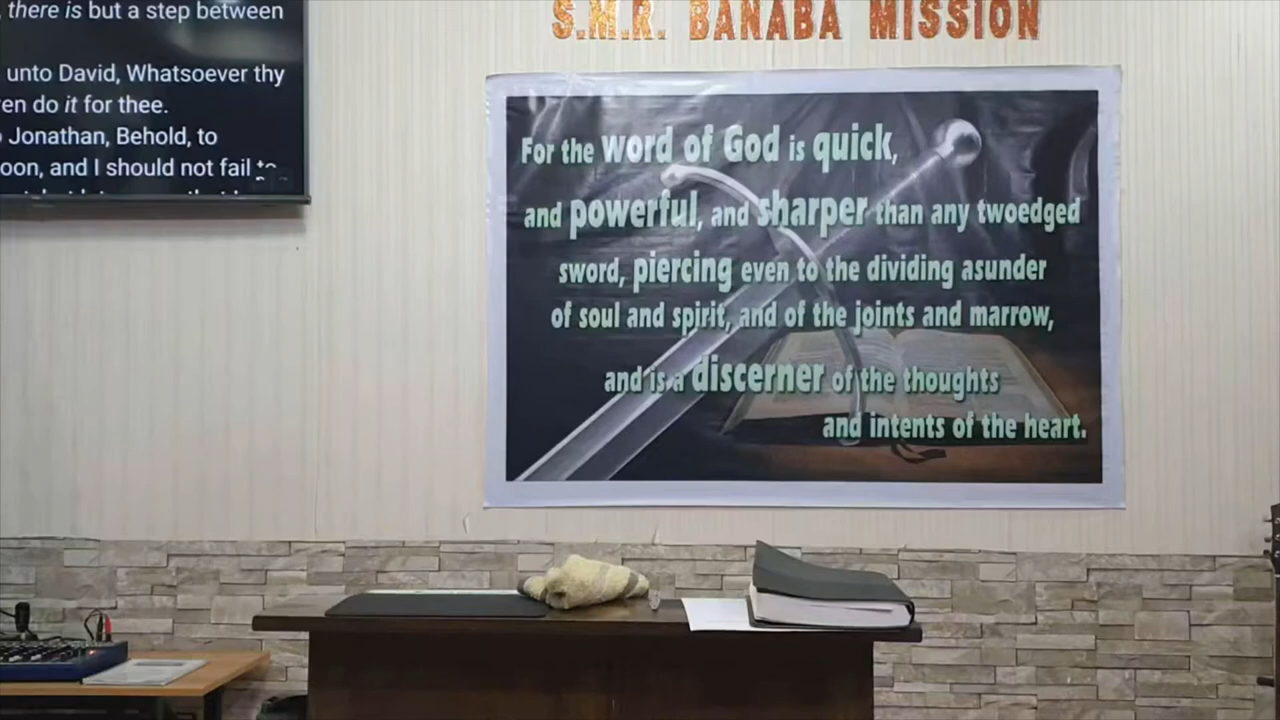 there is but a step between
unto David, Whatsoever thy
en do it for thee.
Jonathan, Behold, to
oon, and I should not fail to
S.M.R. BANABA MISSION
For the word of God is quick,
and powerful, and sharper than any twoedged
sword, piercing even to the dividing asunder
of soul and spirit, and of the joints and marrow,
and is a discerner of the thoughts
and intents of the heart.